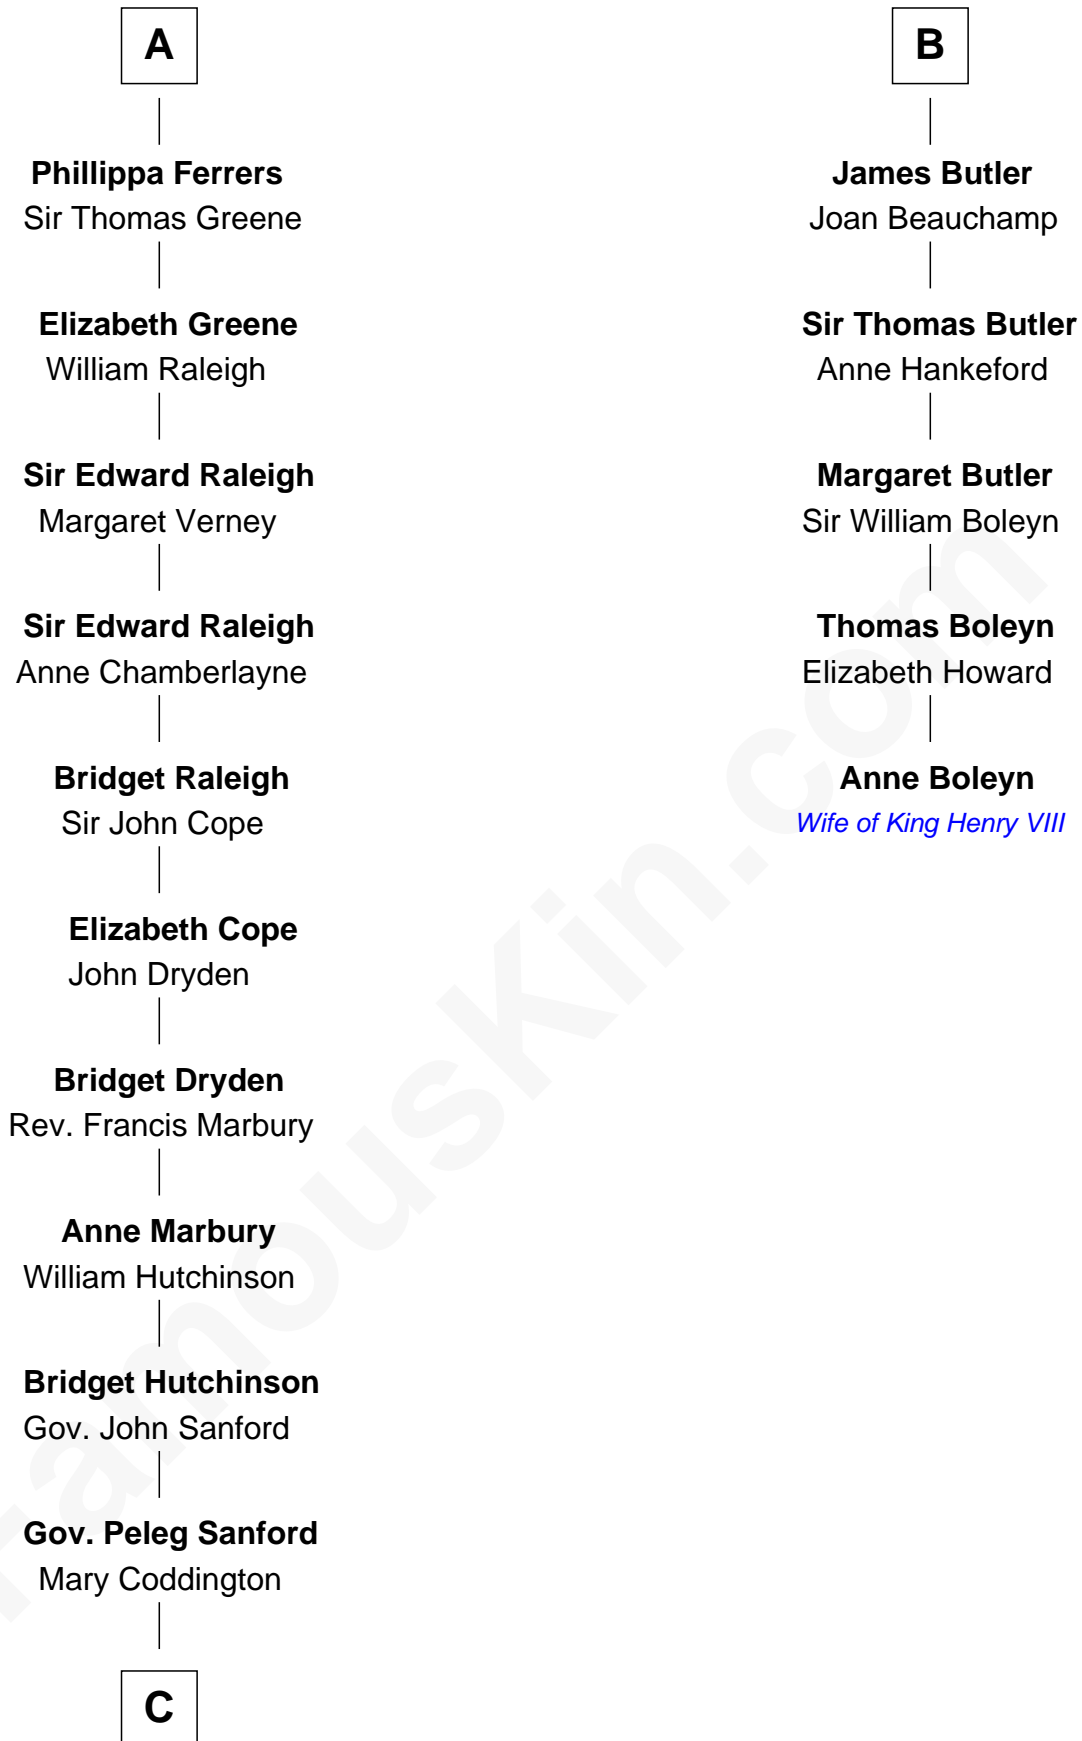 A
Phillippa Ferrers
Sir Thomas Greene
Elizabeth Greene
William Raleigh
Sir Edward Raleigh
Margaret Verney
Sir Edward Raleigh
Anne Chamberlayne
Bridget Raleigh
Sir John Cope
Elizabeth Cope
John Dryden
Bridget Dryden
Rev. Francis Marbury
Anne Marbury
William Hutchinson
Bridget Hutchinson
Gov. John Sanford
Gov. Peleg Sanford
Mary Coddington
C
B
James Butler
Joan Beauchamp
Sir Thomas Butler
Anne Hankeford
Margaret Butler
Sir William Boleyn
Thomas Boleyn
Elizabeth Howard
Anne Boleyn
Wife of King Henry VIII
FamousKin.com